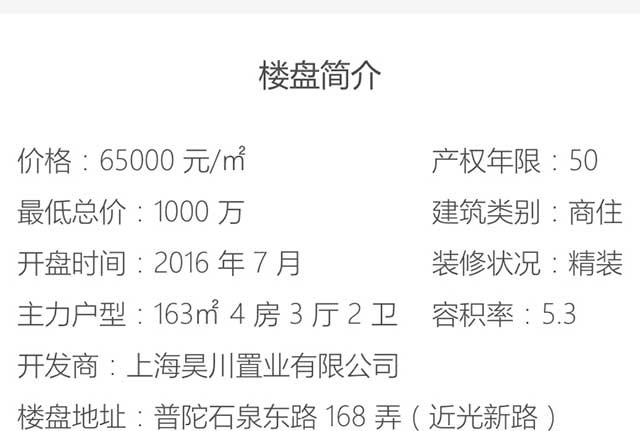 楼盘简介
价格：65000 元/㎡ 产权年限：50
最低总价：1000 万 建筑类别：商住
开盘时间：2016 年 7 月 装修状况：精装
主力户型：163㎡ 4 房 3 厅 2 卫 容积率：5.3
开发商：上海昊川置业有限公司
楼盘地址：普陀石泉东路 168 弄（近光新路）